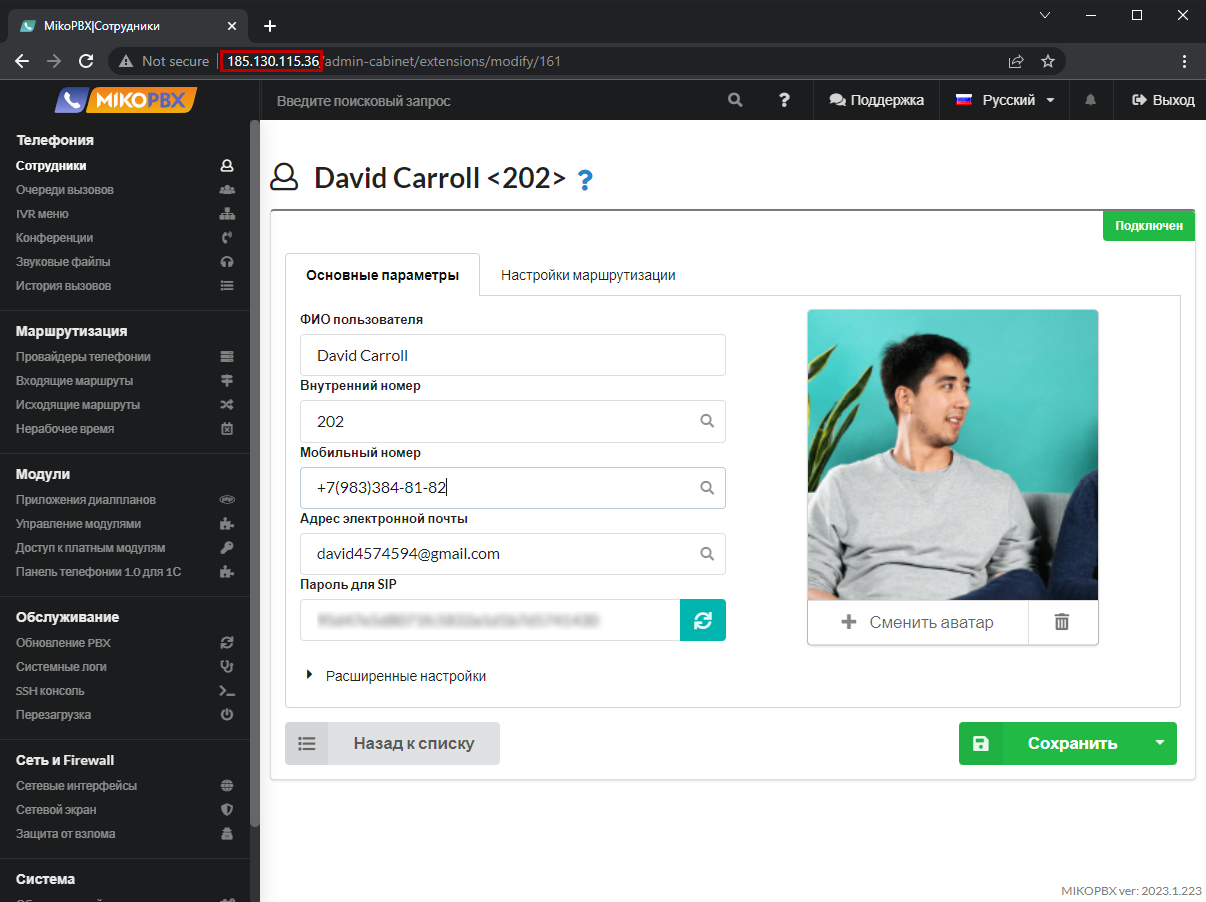 MikoPBX|Сотрудники
Not secure
185.130.115.36/admin-cabinet/extensions/modify/161
MIKOPBX
Введите поисковый запрос
?
Поддержка
Русский
Выход
Телефония
Сотрудники
Очереди вызовов
IVR меню
Конференции
Звуковые файлы
История вызовов
Маршрутизация
Провайдеры телефонии
Входящие маршруты
Исходящие маршруты
Нерабочее время
Модули
Приложения диалпланов
Управление модулями
Доступ к платным модулям
Панель телефонии 1.0 для 1С
Обслуживание
Обновление PBX
Системные логи
SSH консоль
Перезагрузка
Сеть и Firewall
Сетевые интерфейсы
Сетевой экран
Защита от взлома
Система
David Carroll <202> ?
Подключен
Основные параметры
Настройки маршрутизации
ФИО пользователя
David Carroll
Внутренний номер
202
Мобильный номер
+7(983)384-81-82
Адрес электронной почты
david4574594@gmail.com
Пароль для SIP
Расширенные настройки
Сменить аватар
Назад к списку
Сохранить
MIKOPBX ver: 2023.1.223